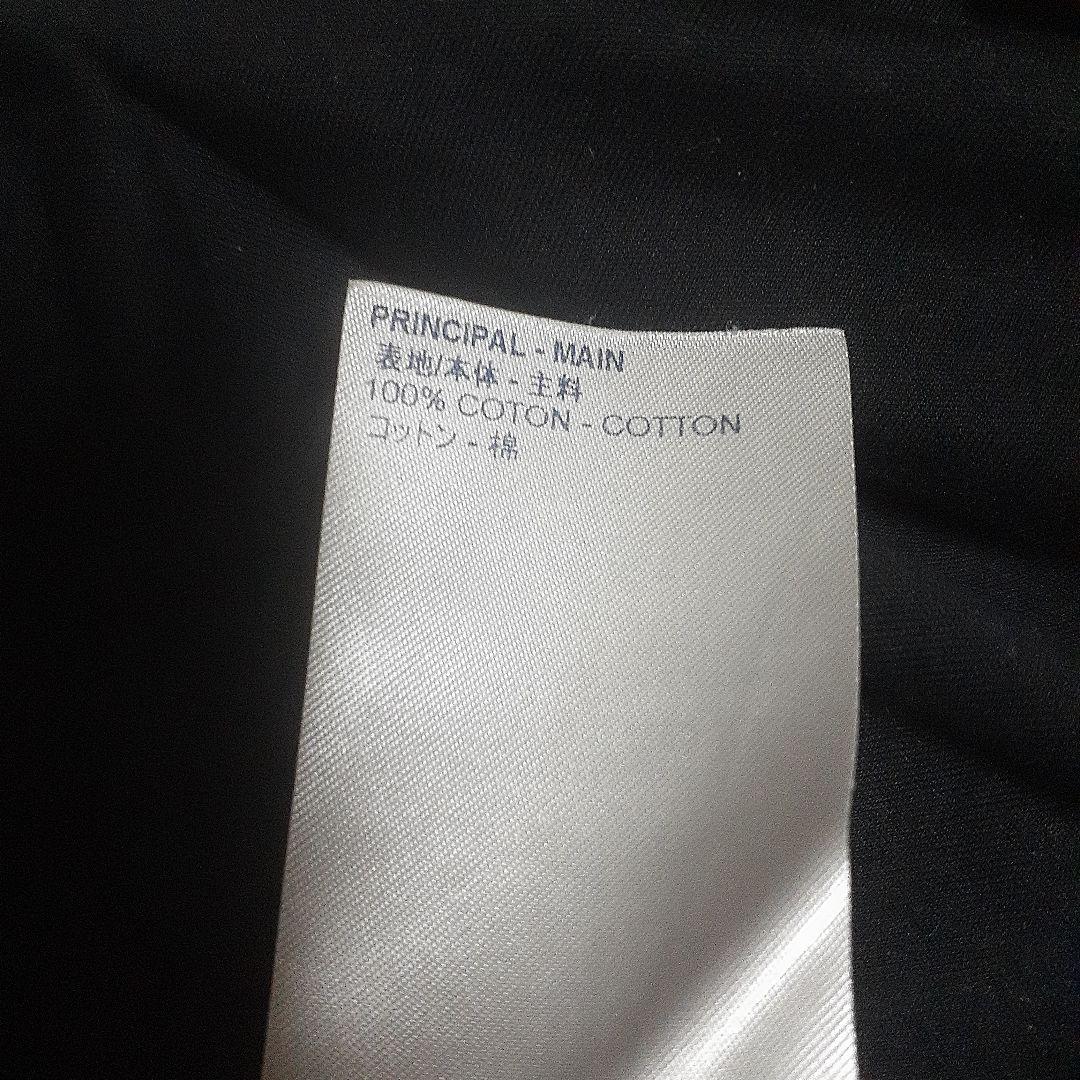 PRINCIPAL - MAIN
表地/本体 - 主料
100% COTON - COTTON
コットン - 棉